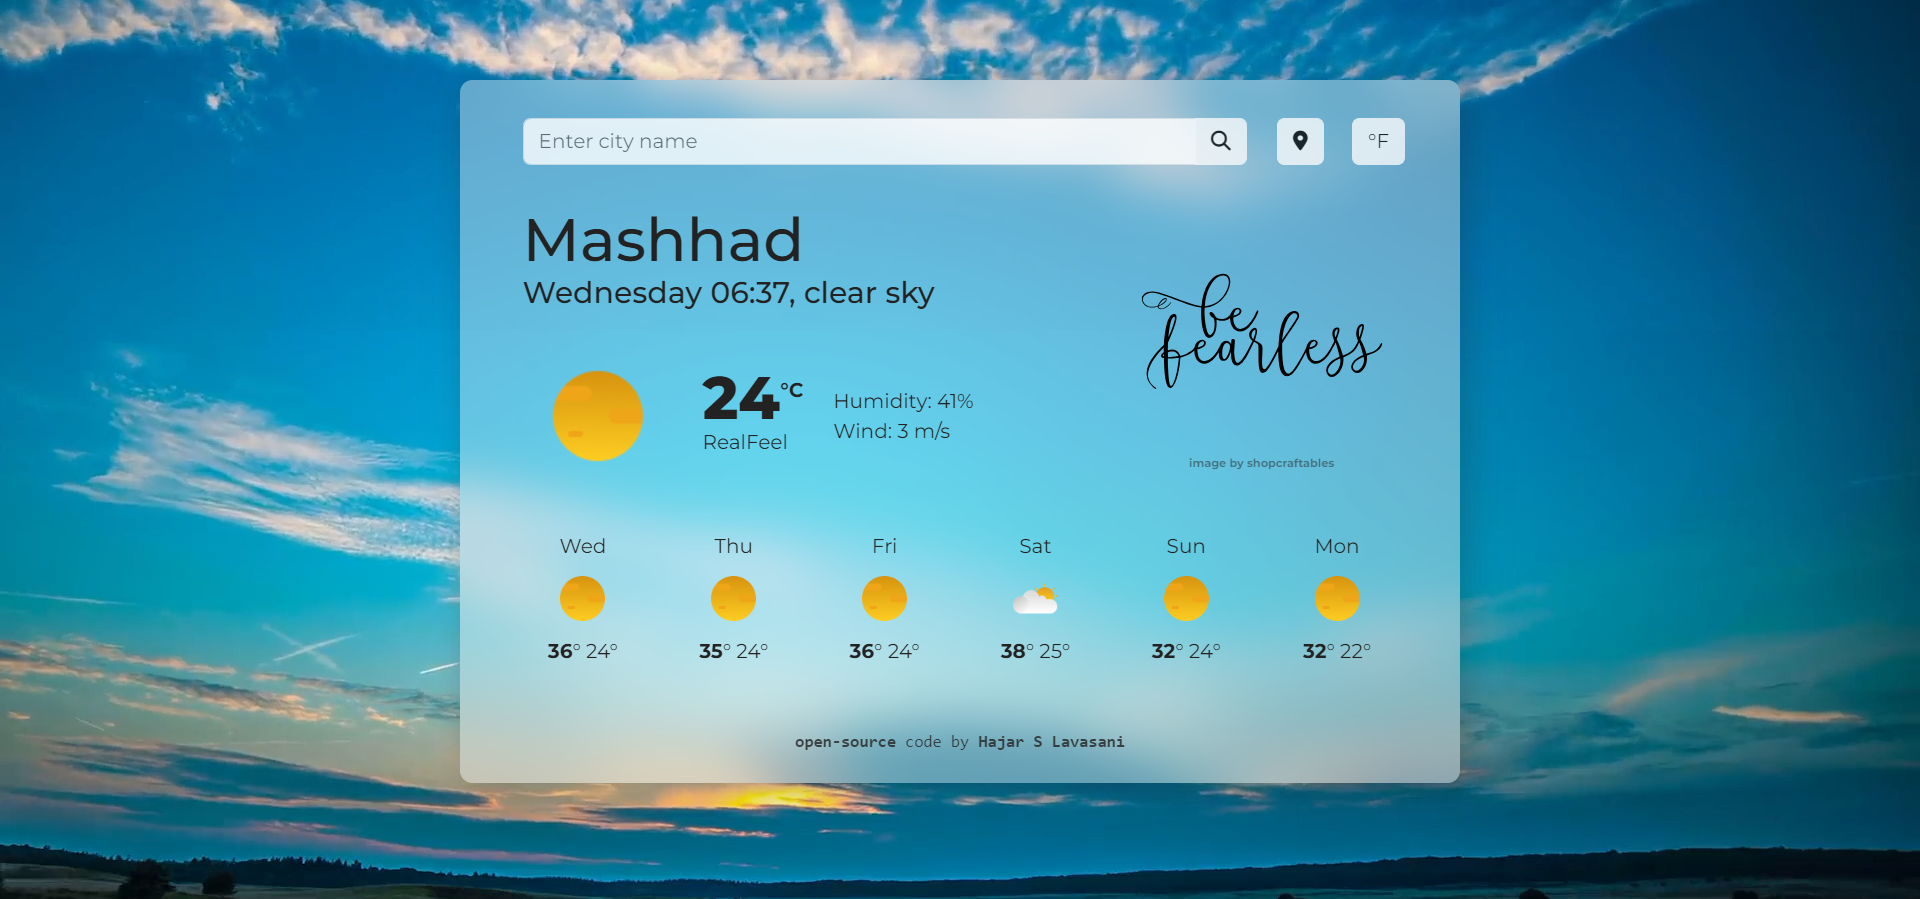 Enter city name
°F
Mashhad
Wednesday 06:37, clear sky
be
fearless
24°C
RealFeel
Humidity: 41%
Wind: 3 m/s
image by shopcraftables
Wed Thu Fri Sat Sun Mon
36° 24° 35° 24° 36° 24° 38° 25° 32° 24° 32° 22°
open-source code by Hajar S Lavasani